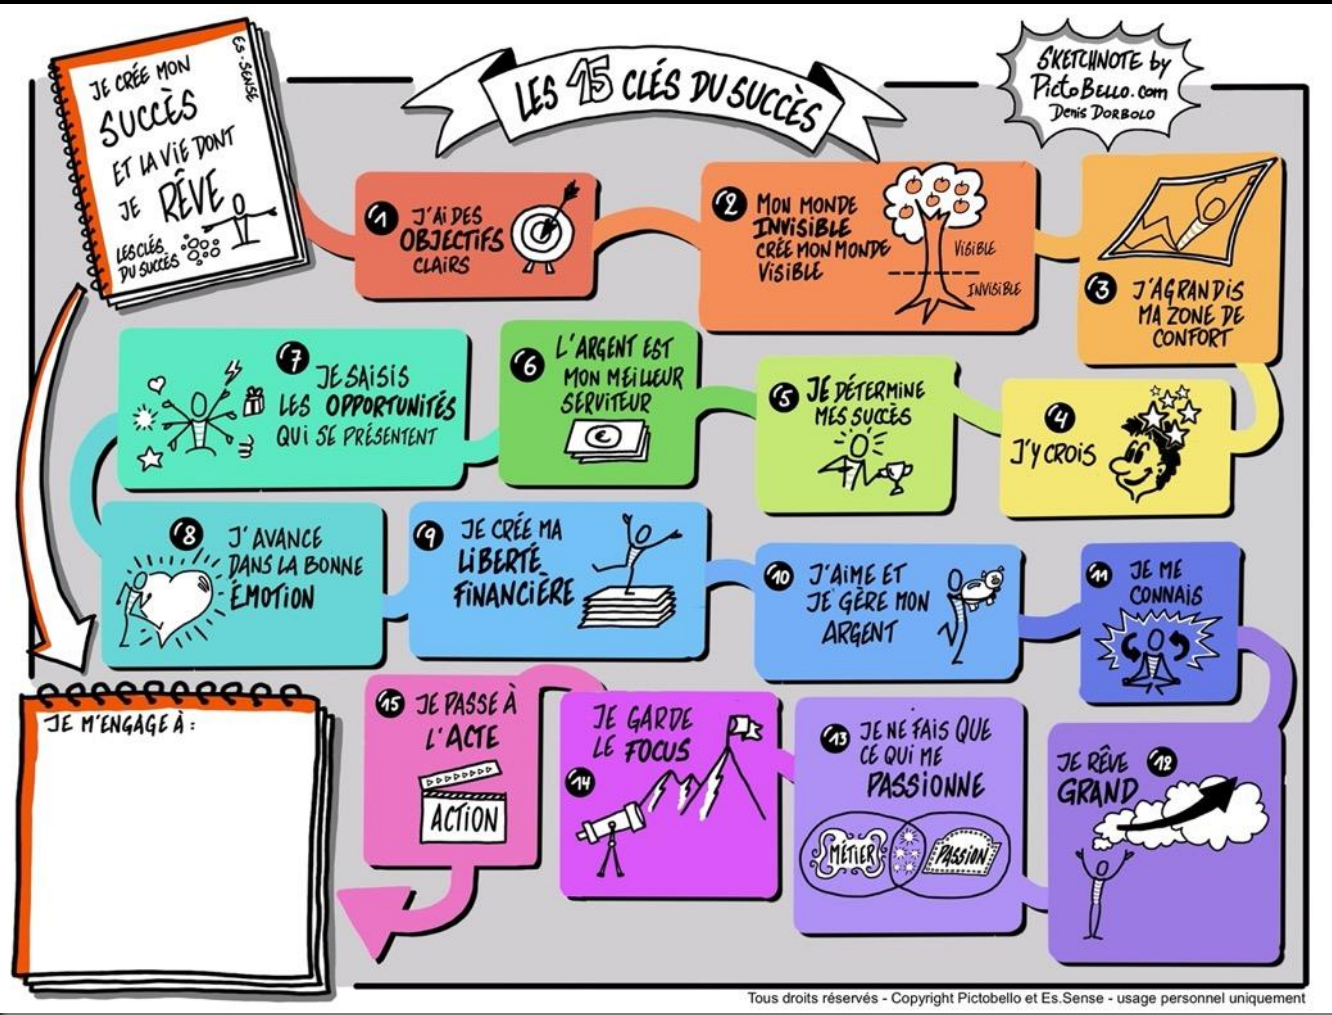 JE CRÉE MON
SUCCÈS
ET LA VIE DONT
JE RÊVE
LES CLÉS
DU SUCCÈS
ES-SENSE
LES 15 CLÉS DU SUCCÈS
SKETCHNOTE by
PictoBello.com
Denis DORBOLO
1 J'AI DES
OBJECTIFS
CLAIRS
2 MON MONDE
INVISIBLE
CRÉE MON MONDE
VISIBLE
VISIBLE
INVISIBLE
3 J'AGRANDIS
MA ZONE DE
CONFORT
4
J'Y CROIS
5 JE DÉTERMINE
MES SUCCÈS
6 L'ARGENT EST
MON MEILLEUR
SERVITEUR
€
7 JE SAISIS
LES OPPORTUNITÉS
QUI SE PRÉSENTENT
8 J'AVANCE
DANS LA BONNE
ÉMOTION
9 JE CRÉE MA
LIBERTÉ
FINANCIÈRE
10 J'AIME ET
JE GÈRE MON
ARGENT
11 JE ME
CONNAIS
JE RÊVE 12
GRAND
13 JE NE FAIS QUE
CE QUI ME
PASSIONNE
MÉTIER
PASSION
JE GARDE
LE FOCUS
14
15 JE PASSE À
L'ACTE
ACTION
JE M'ENGAGE À :
Tous droits réservés - Copyright Pictobello et Es.Sense - usage personnel uniquement